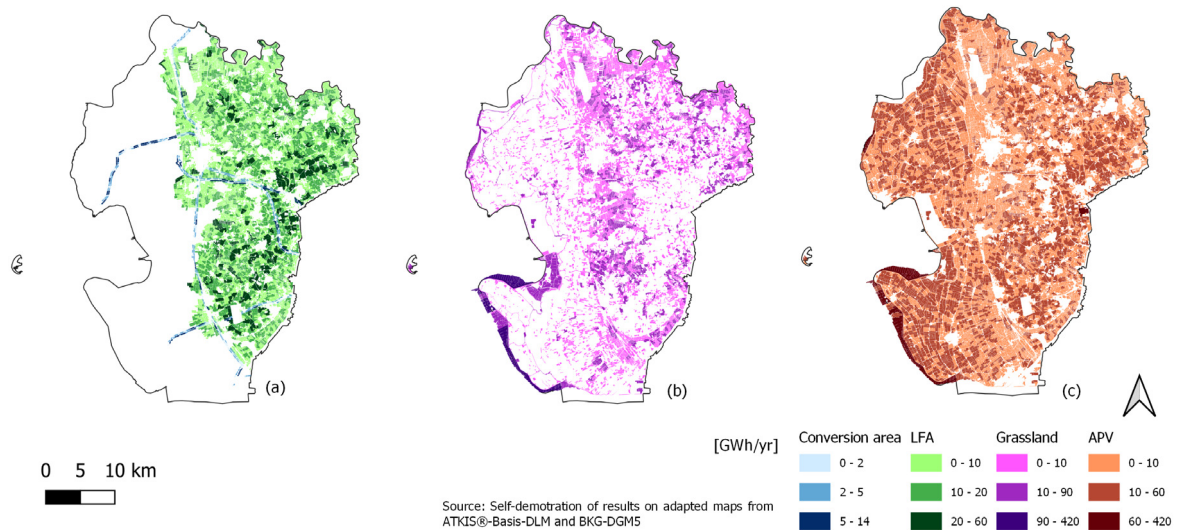 (a)
(b)
(c)
[GWh/yr]
Conversion area
0 - 2
2 - 5
5 - 14
LFA
0 - 10
10 - 20
20 - 60
Grassland
0 - 10
10 - 90
90 - 420
APV
0 - 10
10 - 60
60 - 420
0 5 10 km
Source: Self-demotration of results on adapted maps from
ATKIS®-Basis-DLM and BKG-DGM5